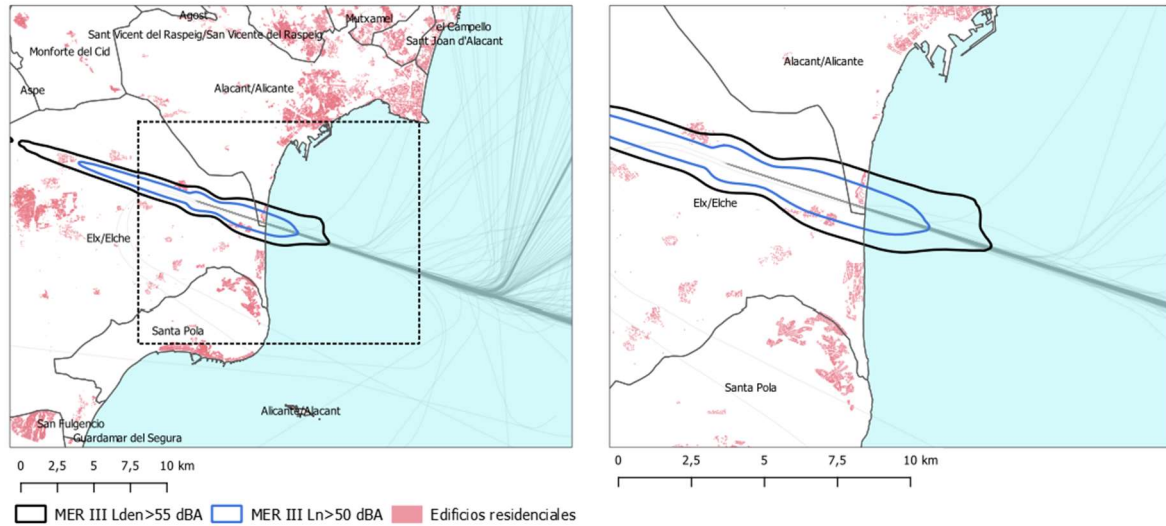 Agost
Mutxamel
el Campello
Sant Vicent del Raspeig/San Vicente del Raspeig
Sant Joan d'Alacant
Monforte del Cid
Aspe
Alacant/Alicante
Elx/Elche
Santa Pola
Alicante/Alacant
San Fulgencio
Guardamar del Segura
0 2,5 5 7,5 10 km
Alacant/Alicante
Elx/Elche
Santa Pola
0 2,5 5 7,5 10 km
MER III Lden>55 dBA MER III Ln>50 dBA Edificios residenciales